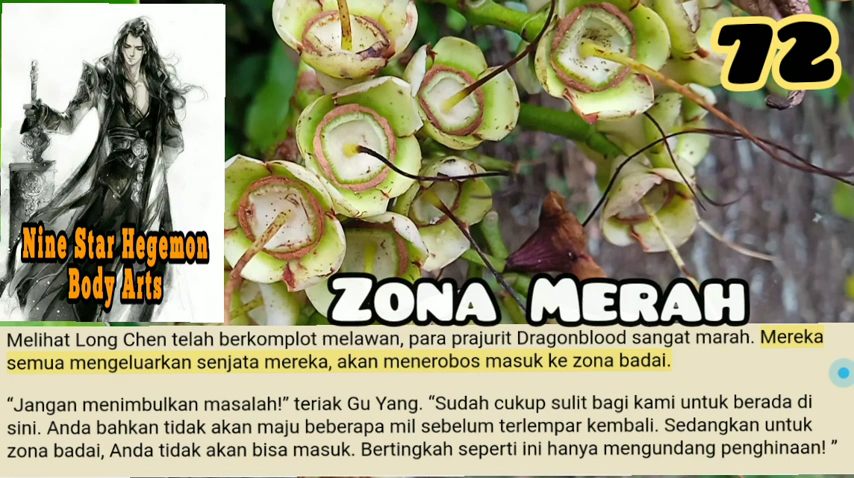 72
Nine Star Hegemon
Body Arts
Zona Merah
Melihat Long Chen telah berkomplot melawan, para prajurit Dragonblood sangat marah. Mereka
semua mengeluarkan senjata mereka, akan menerobos masuk ke zona badai.
“Jangan menimbulkan masalah!” teriak Gu Yang. “Sudah cukup sulit bagi kami untuk berada di
sini. Anda bahkan tidak akan maju beberapa mil sebelum terlempar kembali. Sedangkan untuk
zona badai, Anda tidak akan bisa masuk. Bertingkah seperti ini hanya mengundang penghinaan! ”